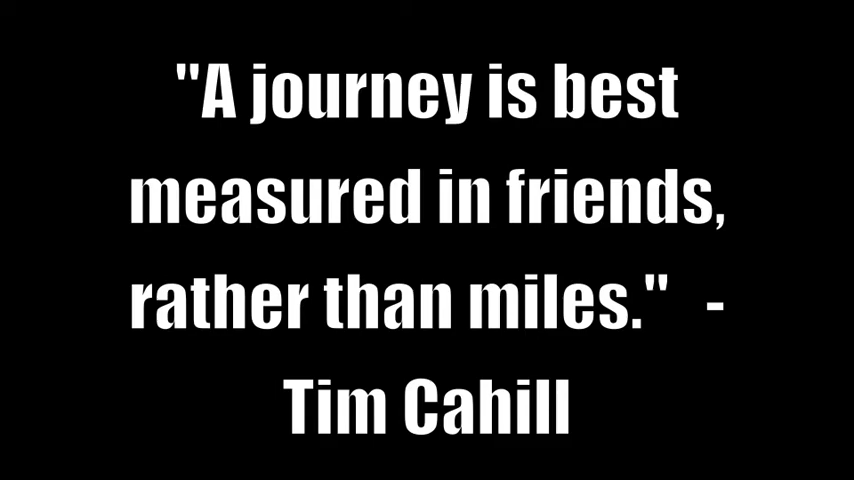 "A journey is best
measured in friends,
rather than miles."  -
Tim Cahill